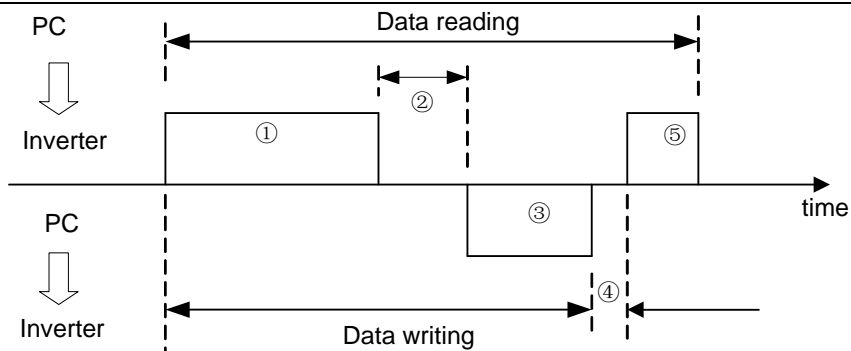 PC
Data reading
②
Inverter
①
⑤
time
PC
③
④
Inverter
Data writing